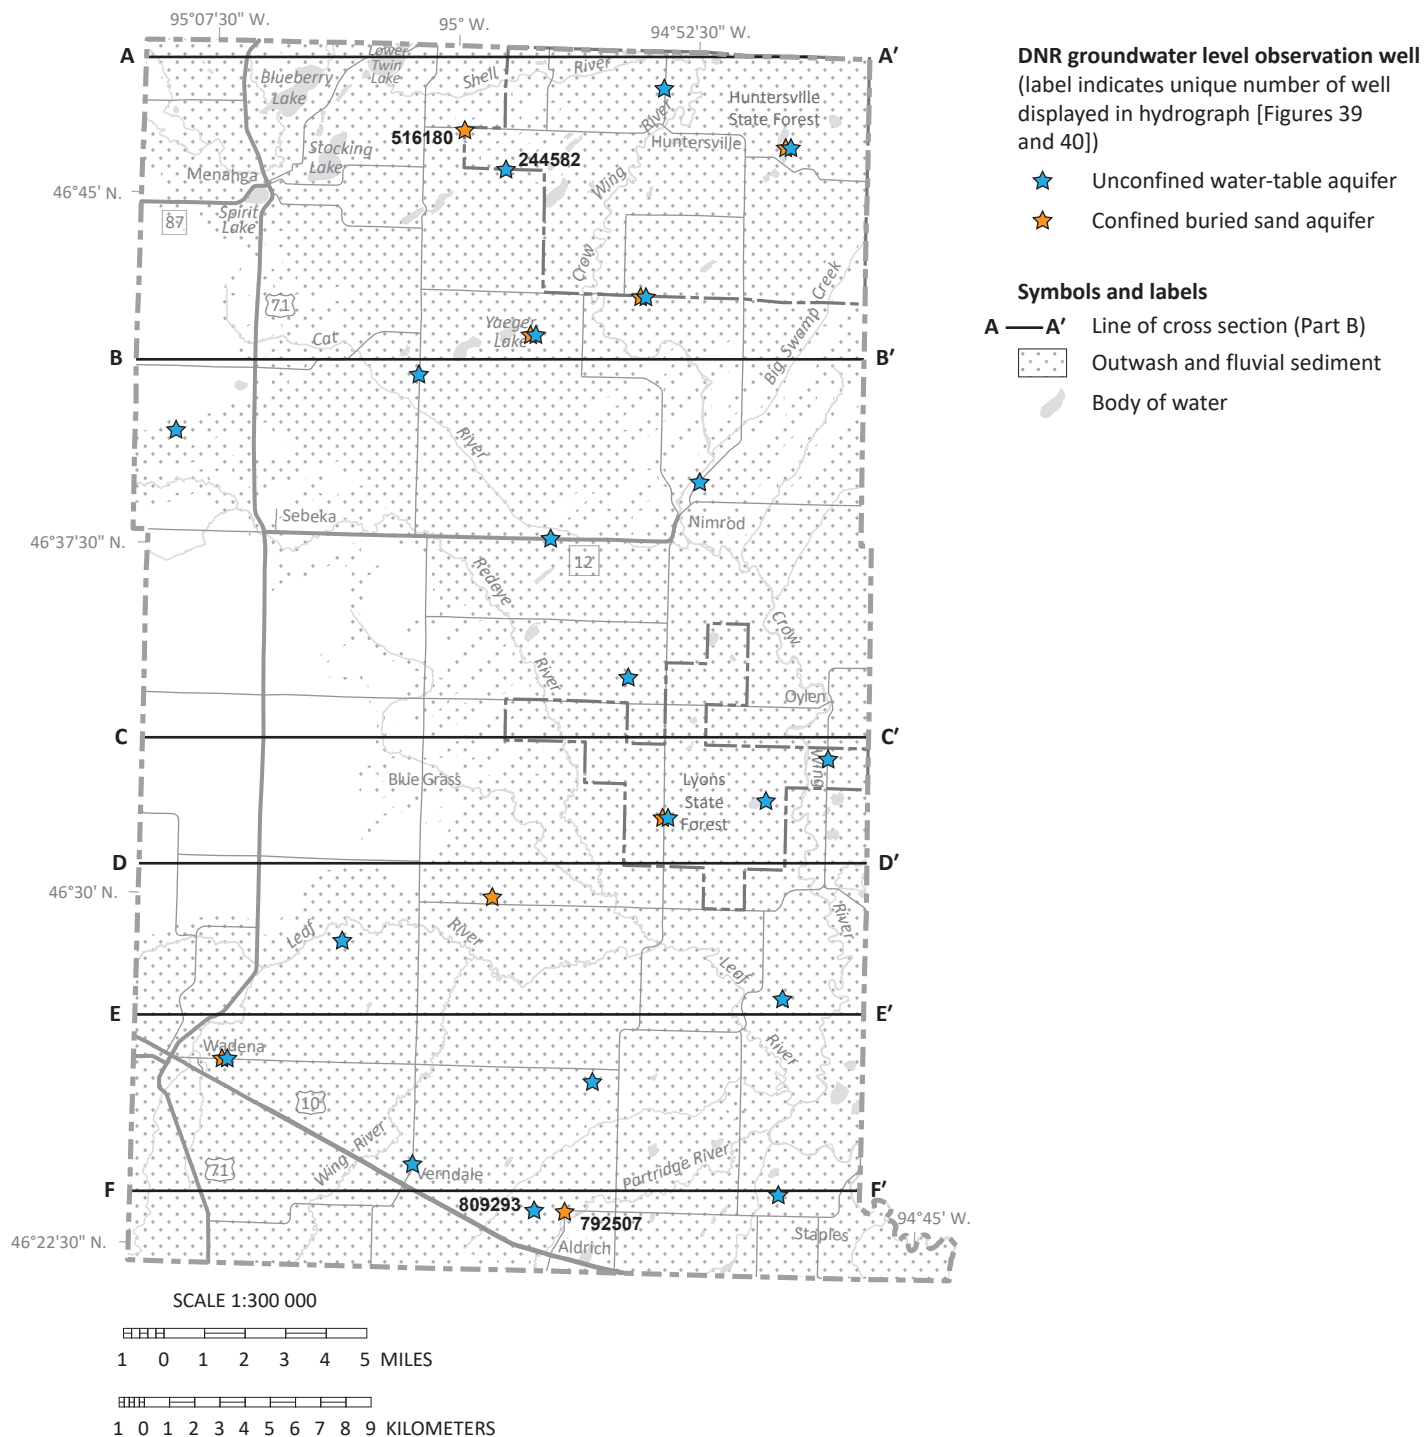 95°07'30" W.
95° W.
94°52'30" W.
A
A'
Lower
Twin
Lake
Blueberry
Lake
Shell
River
Huntersville
State Forest
River
516180
Huntersville
Stocking
Lake
244582
Menahga
Wing
46°45' N.
Spirit
Lake
87
Crow
Big Swamp Creek
71
Yaeger
Lake
Cat
B
B'
River
Sebeka
Nimrod
46°37'30" N.
12
Redeye
Crow
River
Oylen
C
C'
Blue Grass
Wing
Lyons
State
Forest
D
D'
46°30' N.
Leaf
River
River
Leaf
E
E'
Wadena
River
10
Wing River
71
Verndale
Partridge River
F
F'
809293
792507
94°45' W.
Staples
46°22'30" N.
Aldrich
SCALE 1:300 000
1 0 1 2 3 4 5 MILES
1 0 1 2 3 4 5 6 7 8 9 KILOMETERS
DNR groundwater level observation well
(label indicates unique number of well
displayed in hydrograph [Figures 39
and 40])
Unconfined water-table aquifer
Confined buried sand aquifer
Symbols and labels
A A' Line of cross section (Part B)
Outwash and fluvial sediment
Body of water